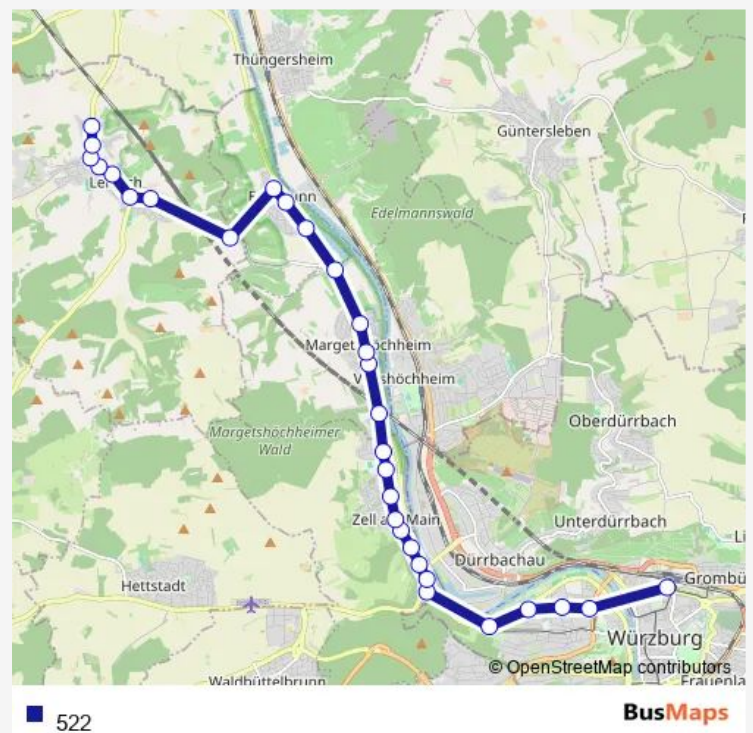 Thüngersheim
Güntersleben
Edelmannswald
Oberdürrbach
Margetshöchheimer
Wald
Unterdürrbach
Dürrbachau
Hettstadt
Würzburg
© OpenStreetMap contributors
Waldbüttelbrunn
522
BusMaps